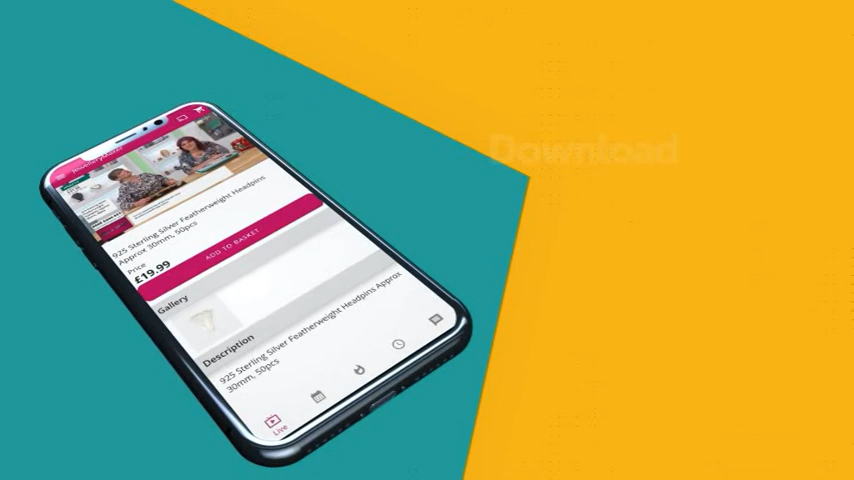 Download
jewellerymaker
925 Sterling Silver Featherweight Headpins
Approx 30mm, 50pcs
Price
£19.99
ADD TO BASKET
Gallery
Description
925 Sterling Silver Featherweight Headpins Approx
30mm, 50pcs
Live